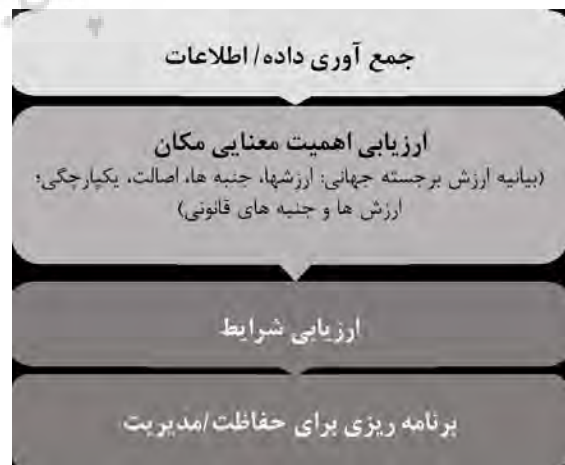 جمع آوری داده/ اطلاعات
ارزیابی اهمیت معنایی مکان
(بیانیه ارزش برجسته جهانی: ارزشها، جنبه ها، اصالت، یکپارچگی؛
ارزش ها و جنبه های قانونی)
ارزیابی شرایط
برنامه ریزی برای حفاظت/مدیریت